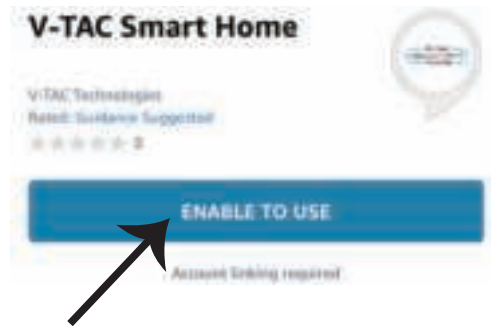 V-TAC Smart Home
V-TAC Technologies
Rated: Guidance Suggested
ENABLE TO USE
Account linking required